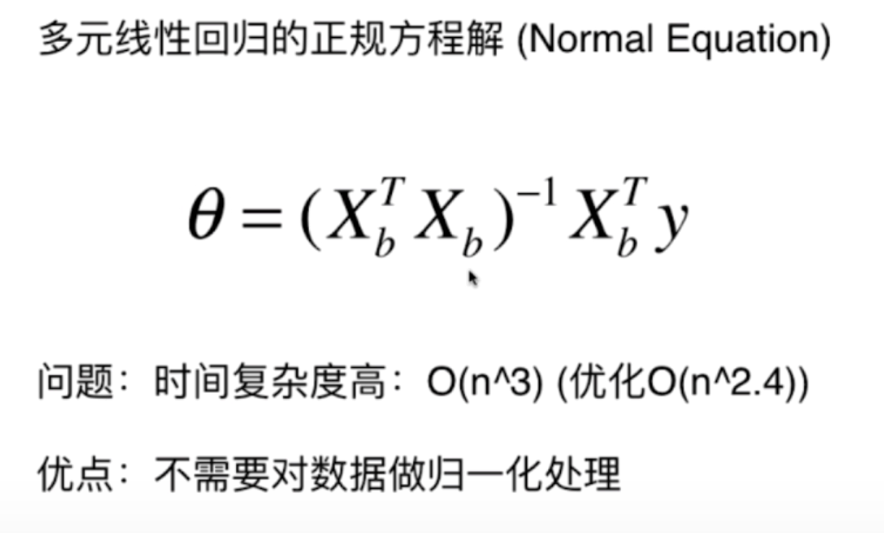 多元线性回归的正规方程解 (Normal Equation)
θ = (X_b^T X_b)^{-1} X_b^T y
问题：时间复杂度高：O(n^3) (优化O(n^2.4))
优点：不需要对数据做归一化处理